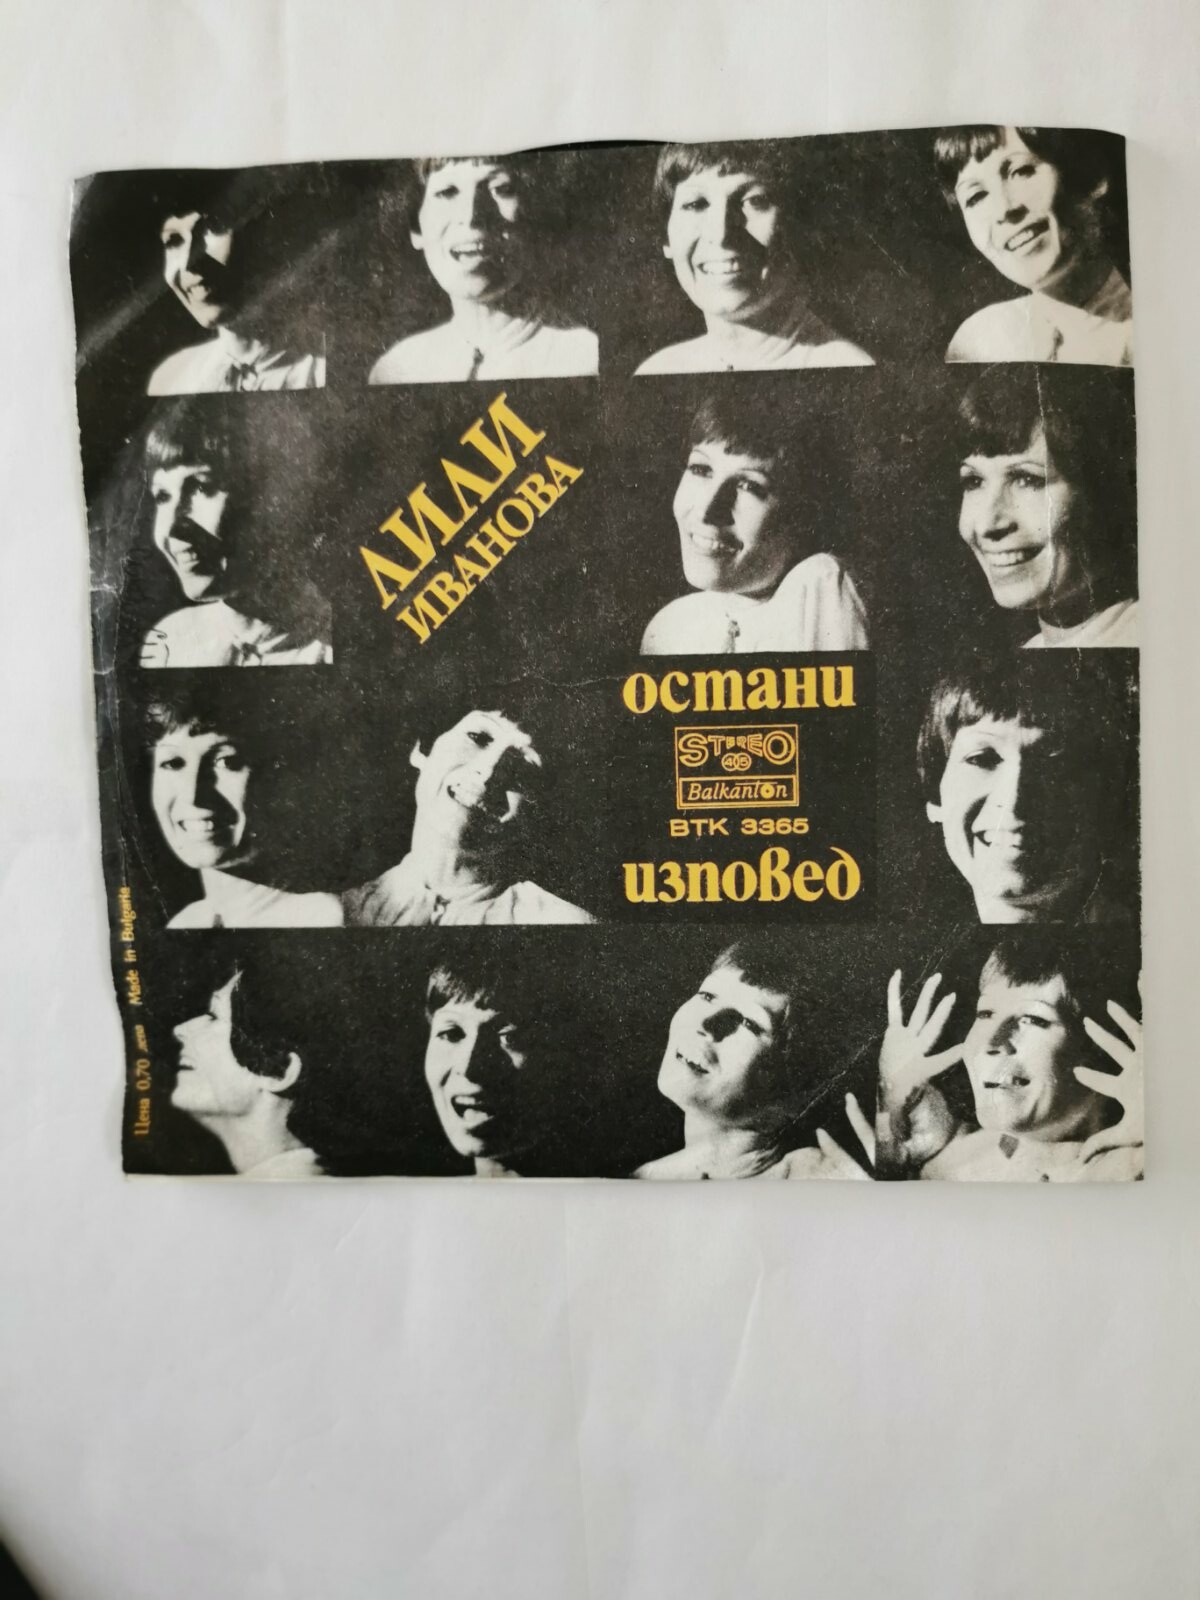 ЛИЛИ
ИВАНОВА
остани
STEREO
45
Balkanton
ВТК 3365
изповед
Цена 0,70 лева Made in Bulgaria